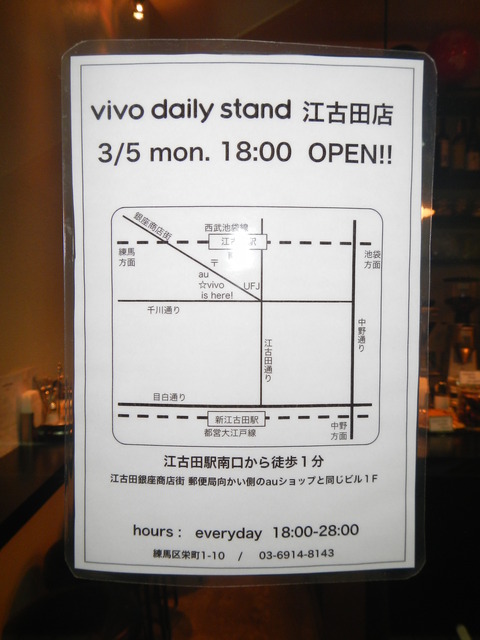 vivo daily stand 江古田店
3/5 mon. 18:00 OPEN!!
銀座商店街
西武池袋線
江古田駅
練馬
方面
池袋
方面
〒
au
☆vivo
is here!
UFJ
千川通り
中野通り
江古田通り
目白通り
新江古田駅
都営大江戸線
中野
方面
江古田駅南口から徒歩1分
江古田銀座商店街 郵便局向かい側のauショップと同じビル1F
hours : everyday 18:00-28:00
練馬区栄町1-10 / 03-6914-8143